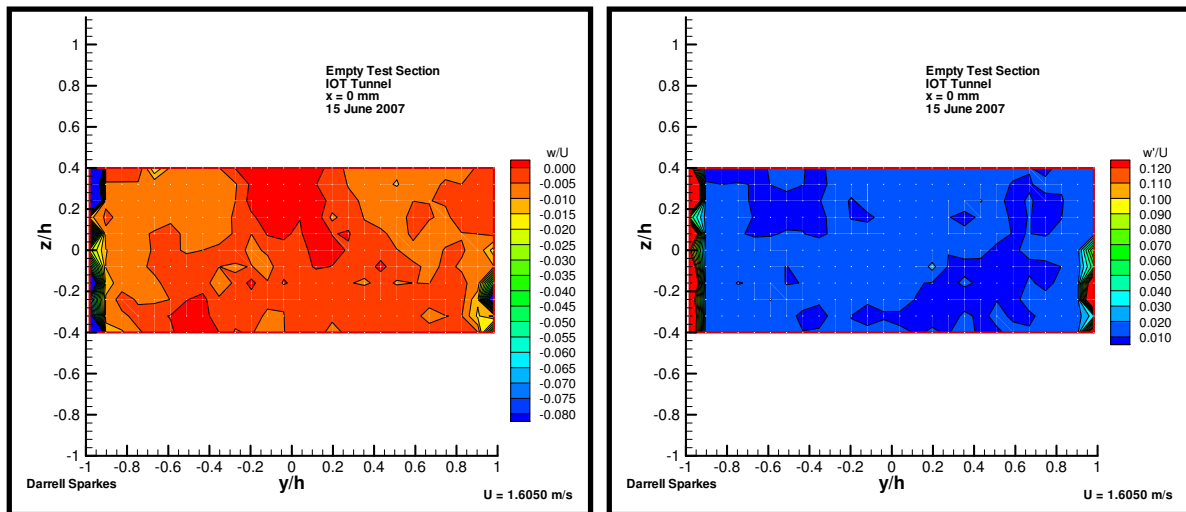 Empty Test Section
IOT Tunnel
x = 0 mm
15 June 2007
w/U
0.000
-0.005
-0.010
-0.015
-0.020
-0.025
-0.030
-0.035
-0.040
-0.045
-0.050
-0.055
-0.060
-0.065
-0.070
-0.075
-0.080
z/h
1
0.8
0.6
0.4
0.2
0
-0.2
-0.4
-0.6
-0.8
-1
-1 -0.8 -0.6 -0.4 -0.2 0 0.2 0.4 0.6 0.8 1
y/h
Darrell Sparkes
U = 1.6050 m/s
Empty Test Section
IOT Tunnel
x = 0 mm
15 June 2007
w'/U
0.120
0.110
0.100
0.090
0.080
0.070
0.060
0.050
0.040
0.030
0.020
0.010
z/h
1
0.8
0.6
0.4
0.2
0
-0.2
-0.4
-0.6
-0.8
-1
-1 -0.8 -0.6 -0.4 -0.2 0 0.2 0.4 0.6 0.8 1
y/h
Darrell Sparkes
U = 1.6050 m/s